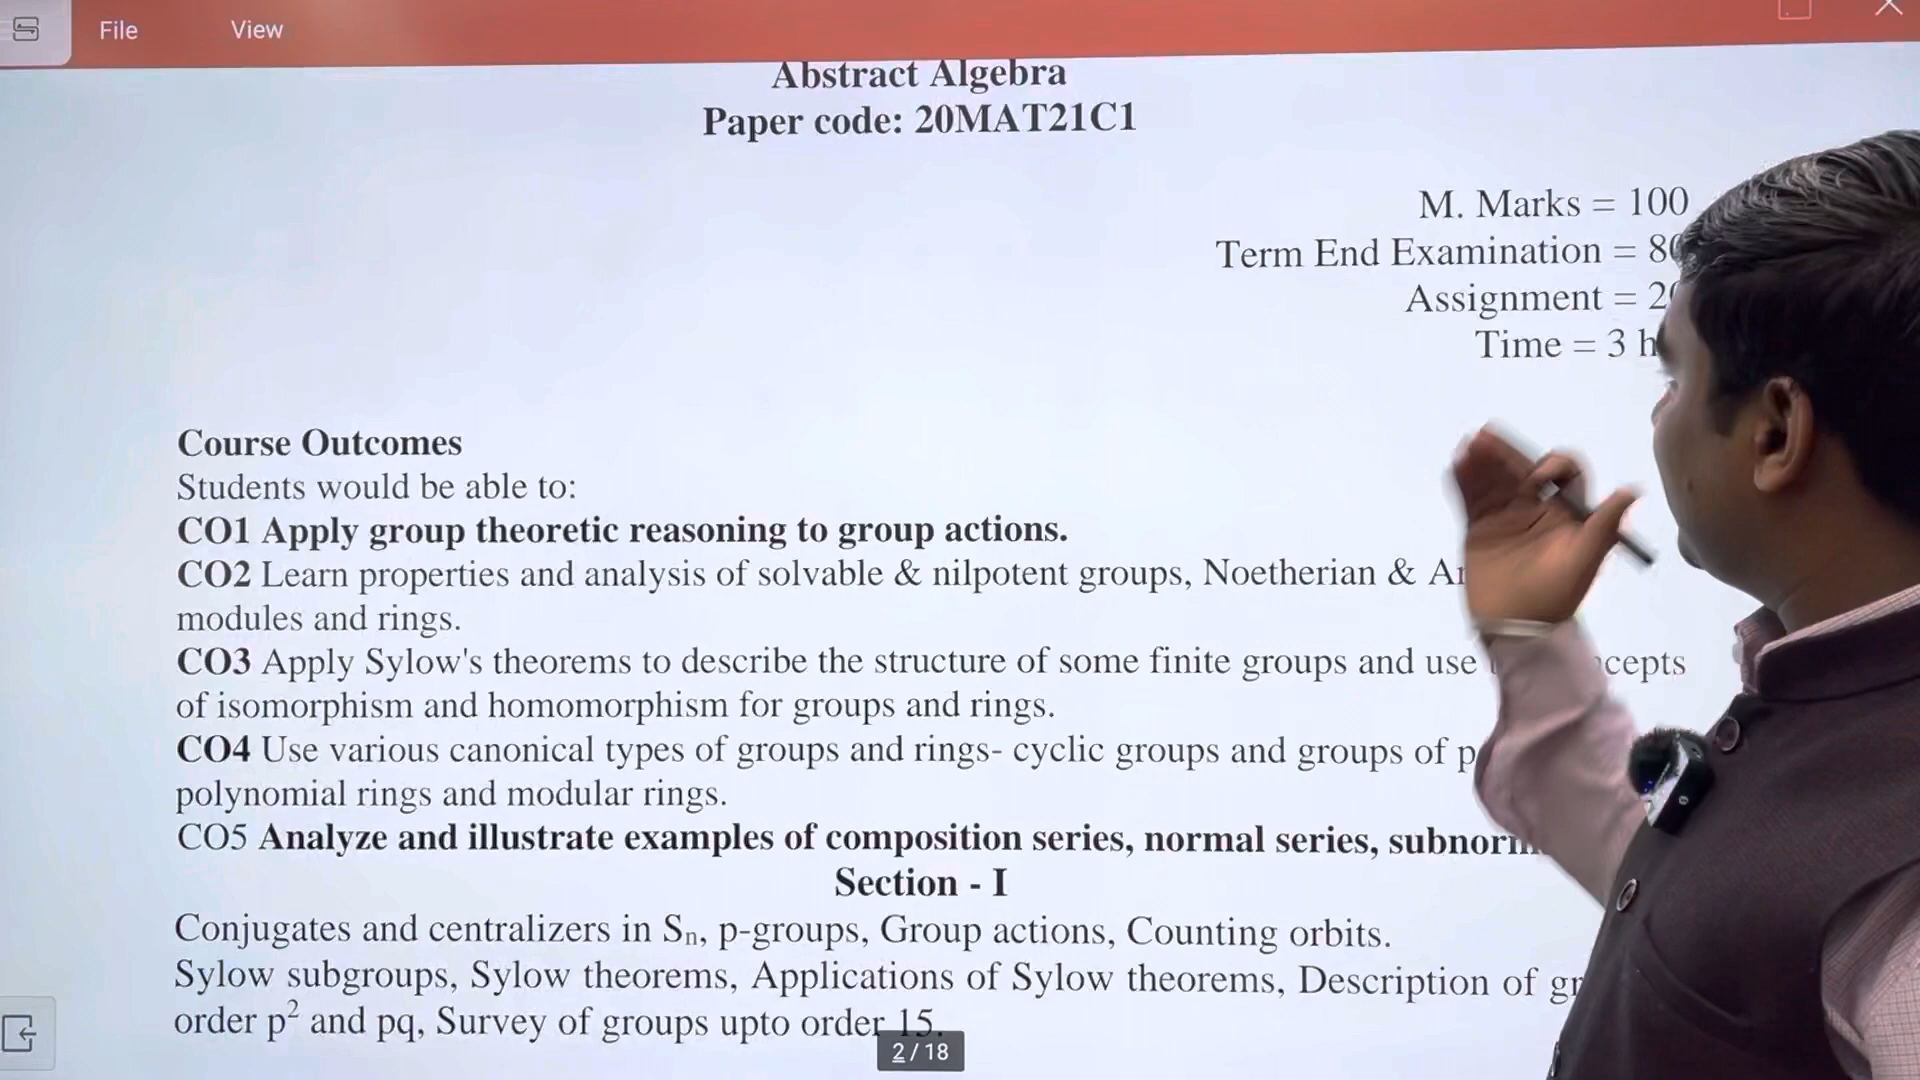 File View
Abstract Algebra
Paper code: 20MAT21C1
M. Marks = 100
Term End Examination = 80
Assignment = 20
Time = 3
Course Outcomes
Students would be able to:
CO1 Apply group theoretic reasoning to group actions.
CO2 Learn properties and analysis of solvable & nilpotent groups, Noetherian &
modules and rings.
CO3 Apply Sylow's theorems to describe the structure of some finite groups and use
of isomorphism and homomorphism for groups and rings.
CO4 Use various canonical types of groups and rings- cyclic groups and groups of
polynomial rings and modular rings.
CO5 Analyze and illustrate examples of composition series, normal series,
Section - I
Conjugates and centralizers in Sₙ, p-groups, Group actions, Counting orbits.
Sylow subgroups, Sylow theorems, Applications of Sylow theorems, Description of
order p² and pq, Survey of groups upto order 15.
2 / 18